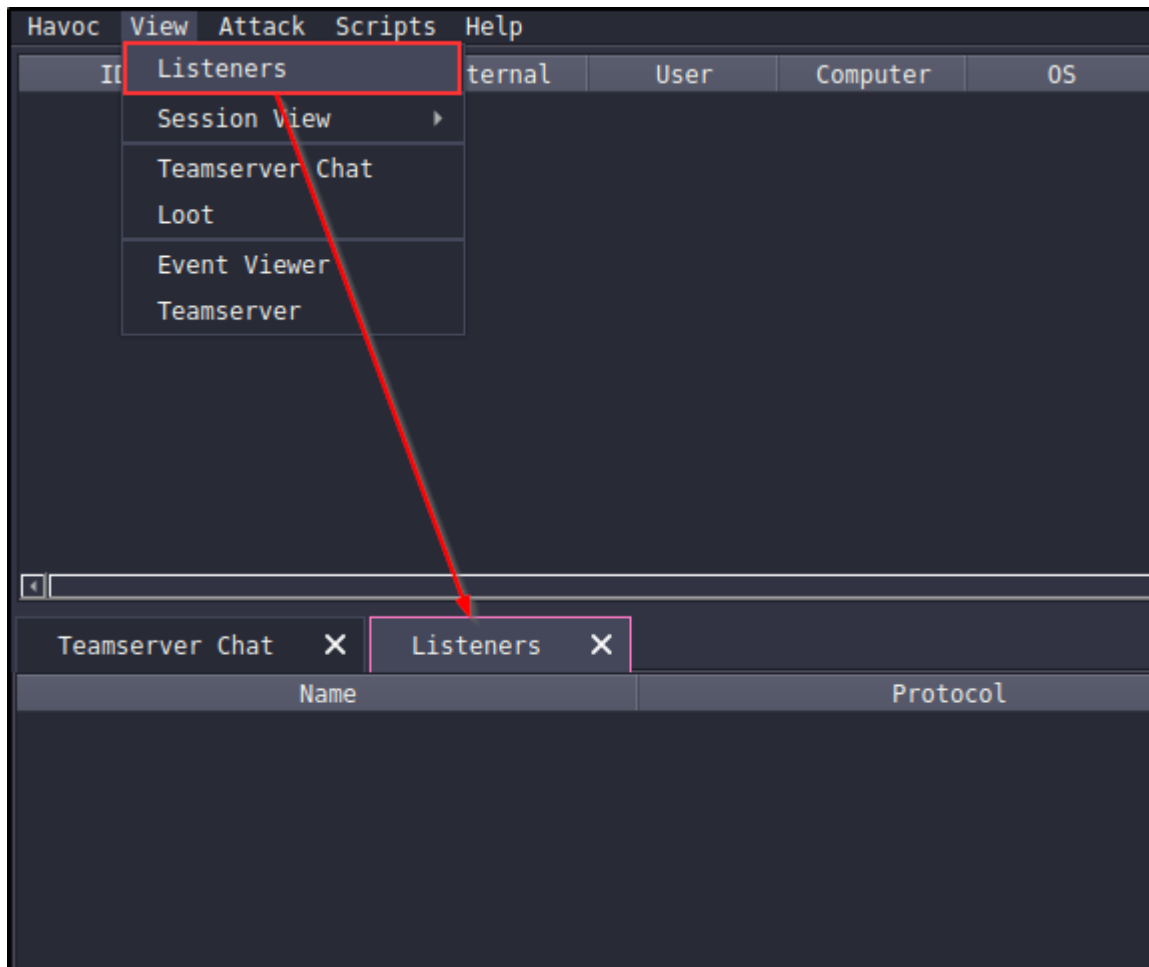 Havoc View Attack Scripts Help
ternal User Computer OS
Listeners
Session View
Teamserver Chat
Loot
Event Viewer
Teamserver
Teamserver Chat Listeners
Name Protocol